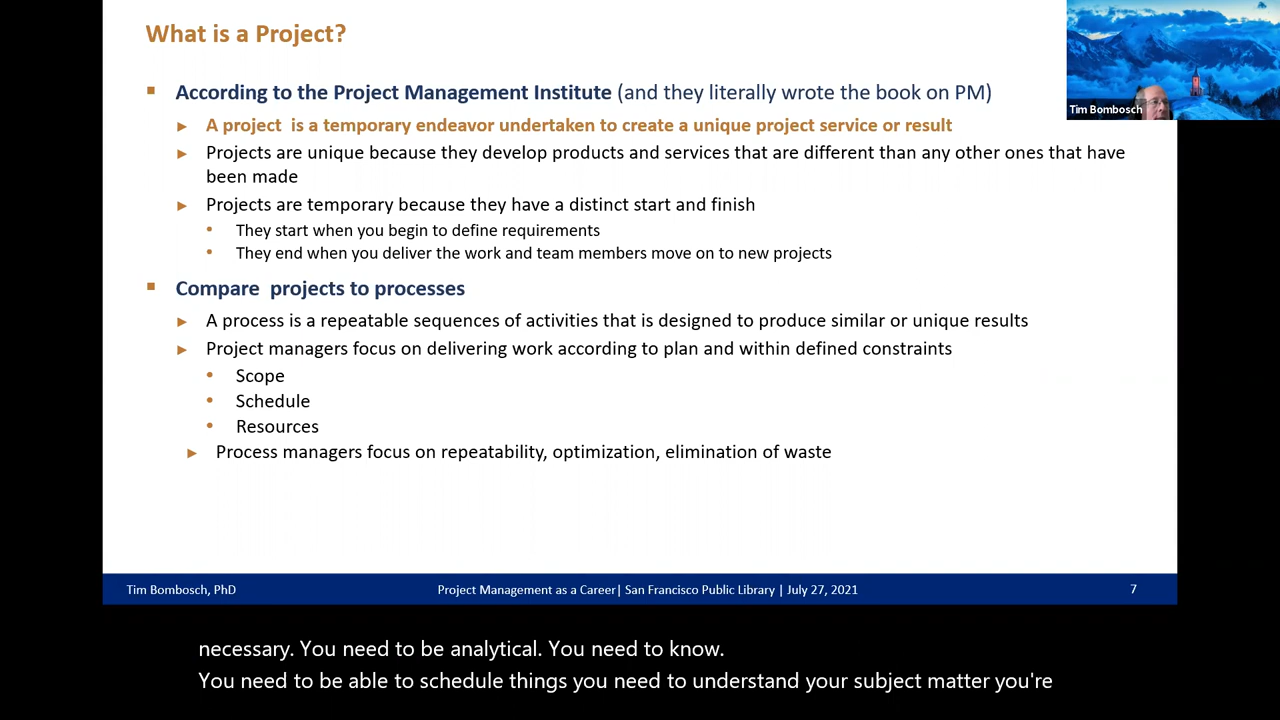 What is a Project?
According to the Project Management Institute (and they literally wrote the book on PM)
A project is a temporary endeavor undertaken to create a unique project service or result
Projects are unique because they develop products and services that are different than any other ones that have
been made
Projects are temporary because they have a distinct start and finish
They start when you begin to define requirements
They end when you deliver the work and team members move on to new projects
Compare projects to processes
A process is a repeatable sequences of activities that is designed to produce similar or unique results
Project managers focus on delivering work according to plan and within defined constraints
Scope
Schedule
Resources
Process managers focus on repeatability, optimization, elimination of waste
Tim Bombosch
Tim Bombosch, PhD
Project Management as a Career| San Francisco Public Library | July 27, 2021
7
necessary. You need to be analytical. You need to know.
You need to be able to schedule things you need to understand your subject matter you're